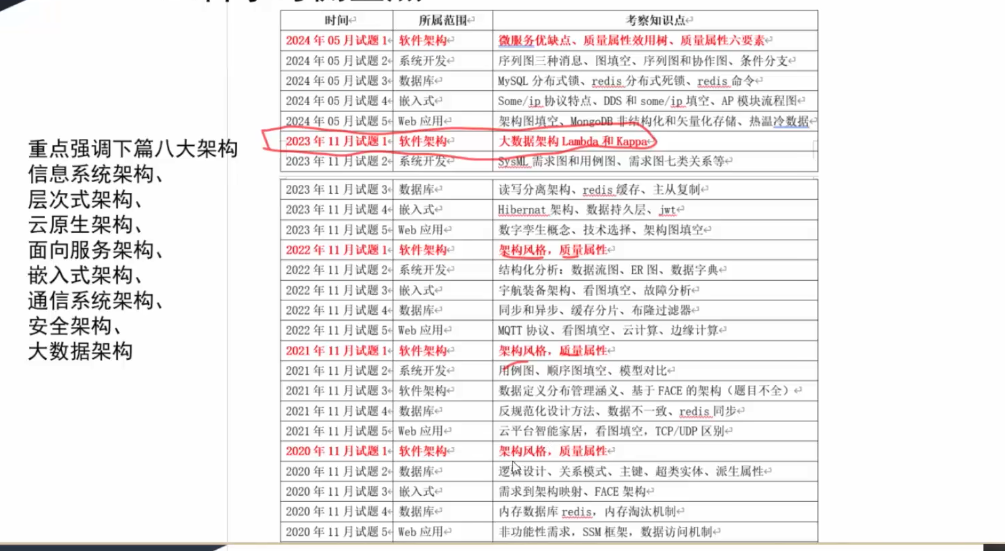 重点强调下篇八大架构
信息系统架构、
层次式架构、
云原生架构、
面向服务架构、
嵌入式架构、
通信系统架构、
安全架构、
大数据架构
时间 所属范围 考察知识点
2024 年 05 月试题 1 软件架构 微服务优缺点、质量属性效用树、质量属性六要素
2024 年 05 月试题 2 系统开发 序列图三种消息、图填空、序列图和协作图、条件分支
2024 年 05 月试题 3 数据库 MySQL 分布式锁、redis 分布式死锁、redis 命令
2024 年 05 月试题 4 嵌入式 Some/ip 协议特点、DDS 和 some/ip 填空、AP 模块流程图
2024 年 05 月试题 5 Web 应用 架构图填空、MongoDB 非结构化和矢量化存储、热温冷数据
2023 年 11 月试题 1 软件架构 大数据架构 Lambda 和 Kappa
2023 年 11 月试题 2 系统开发 SysML 需求图和用例图、需求图七类关系等
2023 年 11 月试题 3 数据库 读写分离架构、redis 缓存、主从复制
2023 年 11 月试题 4 嵌入式 Hibernat 架构、数据持久层、jwt
2023 年 11 月试题 5 Web 应用 数字孪生概念、技术选择、架构图填空
2022 年 11 月试题 1 软件架构 架构风格，质量属性
2022 年 11 月试题 2 系统开发 结构化分析：数据流图、ER 图、数据字典
2022 年 11 月试题 3 嵌入式 宇航装备架构、看图填空、故障分析
2022 年 11 月试题 4 数据库 同步和异步、缓存分片、布隆过滤器
2022 年 11 月试题 5 Web 应用 MQTT 协议、看图填空、云计算、边缘计算
2021 年 11 月试题 1 软件架构 架构风格，质量属性
2021 年 11 月试题 2 系统开发 用例图、顺序图填空、模型对比
2021 年 11 月试题 3 软件架构 数据定义分布管理涵义、基于 FACE 的架构（题目不全）
2021 年 11 月试题 4 数据库 反规范化设计方法、数据不一致、redis 同步
2021 年 11 月试题 5 Web 应用 云平台智能家居，看图填空，TCP/UDP 区别
2020 年 11 月试题 1 软件架构 架构风格，质量属性
2020 年 11 月试题 2 数据库 逻辑设计、关系模式、主键、超类实体、派生属性
2020 年 11 月试题 3 嵌入式 需求到架构映射、FACE 架构
2020 年 11 月试题 4 数据库 内存数据库 redis，内存淘汰机制
2020 年 11 月试题 5 Web 应用 非功能性需求，SSM 框架，数据访问机制